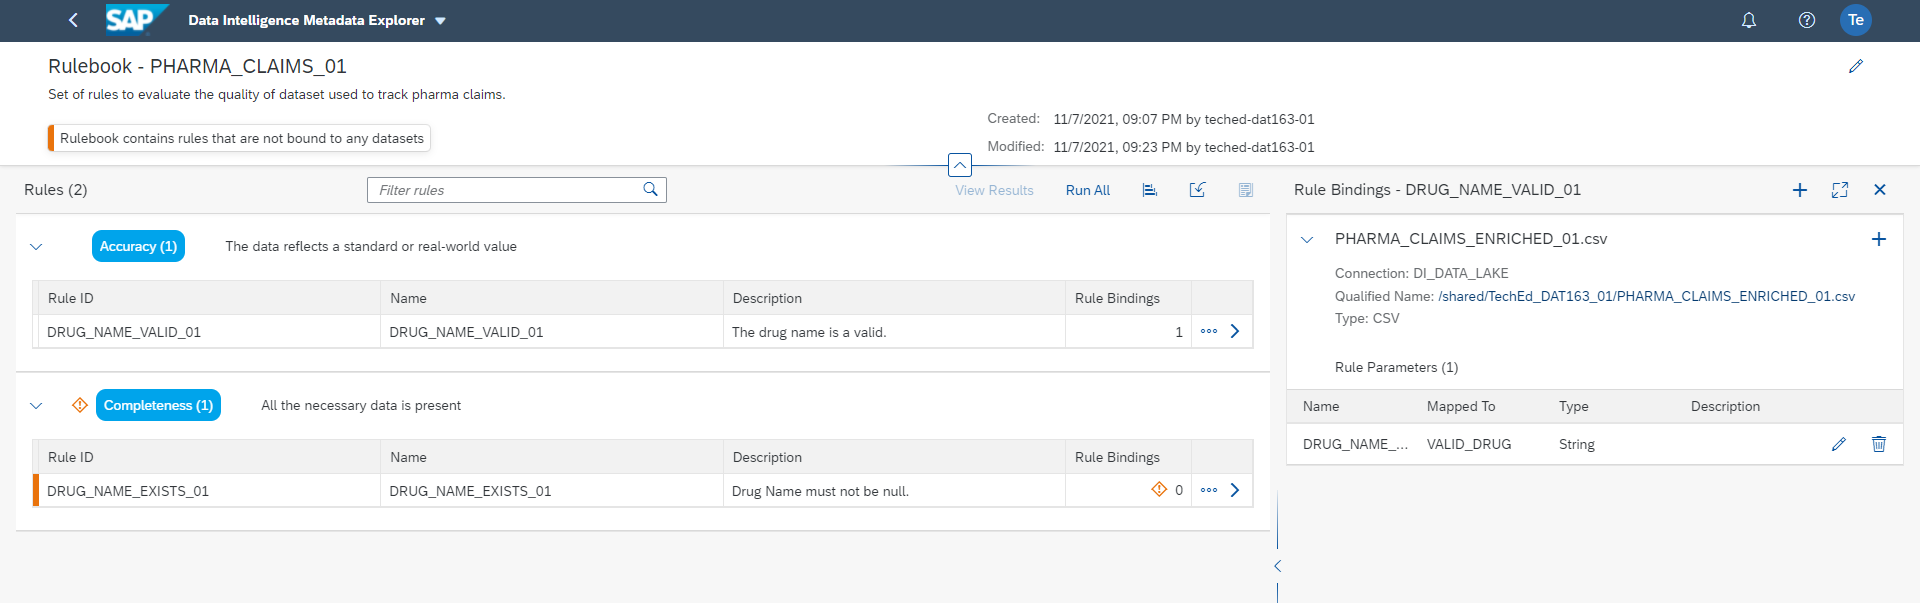 SAP Data Intelligence Metadata Explorer Te
Rulebook - PHARMA_CLAIMS_01
Set of rules to evaluate the quality of dataset used to track pharma claims.
Rulebook contains rules that are not bound to any datasets
Created: 11/7/2021, 09:07 PM by teched-dat163-01
Modified: 11/7/2021, 09:23 PM by teched-dat163-01
Rules (2) Filter rules View Results Run All
Accuracy (1) The data reflects a standard or real-world value
Rule ID Name Description Rule Bindings
DRUG_NAME_VALID_01 DRUG_NAME_VALID_01 The drug name is a valid. 1
Completeness (1) All the necessary data is present
Rule ID Name Description Rule Bindings
DRUG_NAME_EXISTS_01 DRUG_NAME_EXISTS_01 Drug Name must not be null. 0
Rule Bindings - DRUG_NAME_VALID_01
PHARMA_CLAIMS_ENRICHED_01.csv
Connection: DI_DATA_LAKE
Qualified Name: /shared/TechEd_DAT163_01/PHARMA_CLAIMS_ENRICHED_01.csv
Type: CSV
Rule Parameters (1)
Name Mapped To Type Description
DRUG_NAME_... VALID_DRUG String